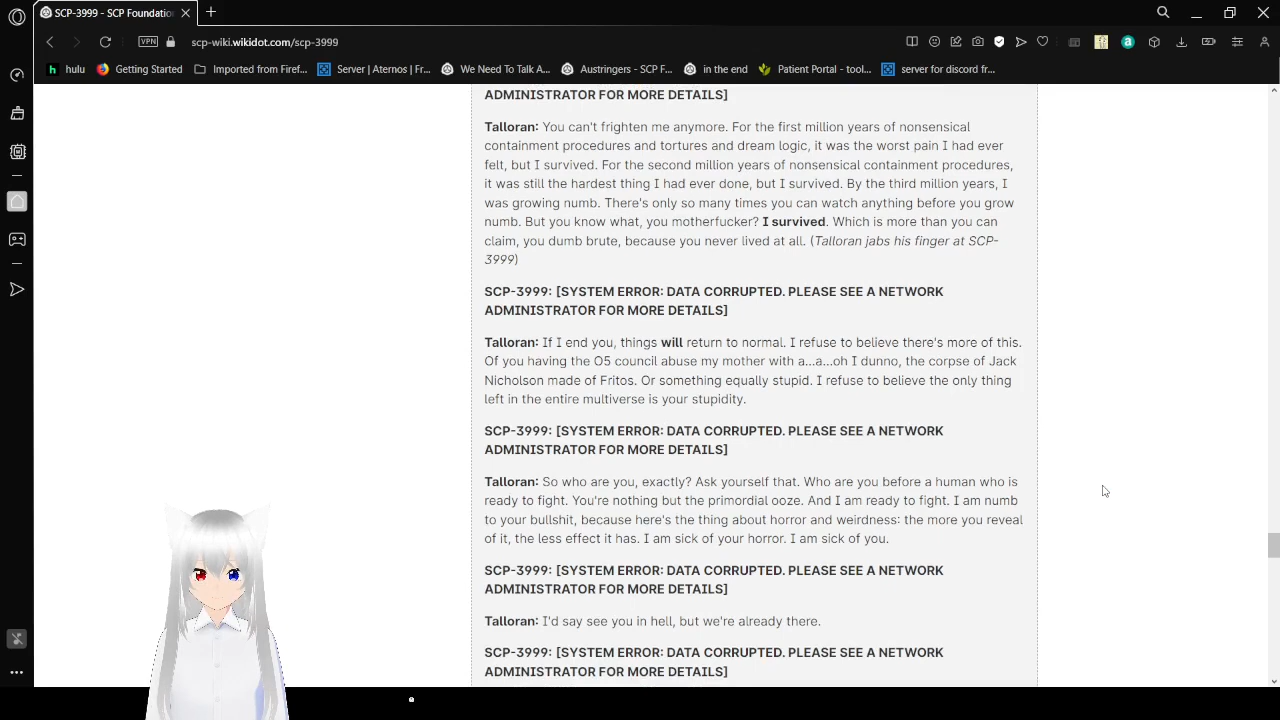 SCP-3999 - SCP Foundatio
scp-wiki.wikidot.com/scp-3999
VPN
hulu
Getting Started
Imported from Firef...
Server | Aternos | Fr...
We Need To Talk A...
Austringers - SCP F...
in the end
Patient Portal - tool...
server for discord fr...
ADMINISTRATOR FOR MORE DETAILS]
Talloran: You can't frighten me anymore. For the first million years of nonsensical
containment procedures and tortures and dream logic, it was the worst pain I had ever
felt, but I survived. For the second million years of nonsensical containment procedures,
it was still the hardest thing I had ever done, but I survived. By the third million years, I
was growing numb. There's only so many times you can watch anything before you grow
numb. But you know what, you motherfucker? I survived. Which is more than you can
claim, you dumb brute, because you never lived at all. (Talloran jabs his finger at SCP-
3999)
SCP-3999: [SYSTEM ERROR: DATA CORRUPTED. PLEASE SEE A NETWORK
ADMINISTRATOR FOR MORE DETAILS]
Talloran: If I end you, things will return to normal. I refuse to believe there's more of this.
Of you having the O5 council abuse my mother with a...a...oh I dunno, the corpse of Jack
Nicholson made of Fritos. Or something equally stupid. I refuse to believe the only thing
left in the entire multiverse is your stupidity.
SCP-3999: [SYSTEM ERROR: DATA CORRUPTED. PLEASE SEE A NETWORK
ADMINISTRATOR FOR MORE DETAILS]
Talloran: So who are you, exactly? Ask yourself that. Who are you before a human who is
ready to fight. You're nothing but the primordial ooze. And I am ready to fight. I am numb
to your bullshit, because here's the thing about horror and weirdness: the more you reveal
of it, the less effect it has. I am sick of your horror. I am sick of you.
SCP-3999: [SYSTEM ERROR: DATA CORRUPTED. PLEASE SEE A NETWORK
ADMINISTRATOR FOR MORE DETAILS]
Talloran: I'd say see you in hell, but we're already there.
SCP-3999: [SYSTEM ERROR: DATA CORRUPTED. PLEASE SEE A NETWORK
ADMINISTRATOR FOR MORE DETAILS]